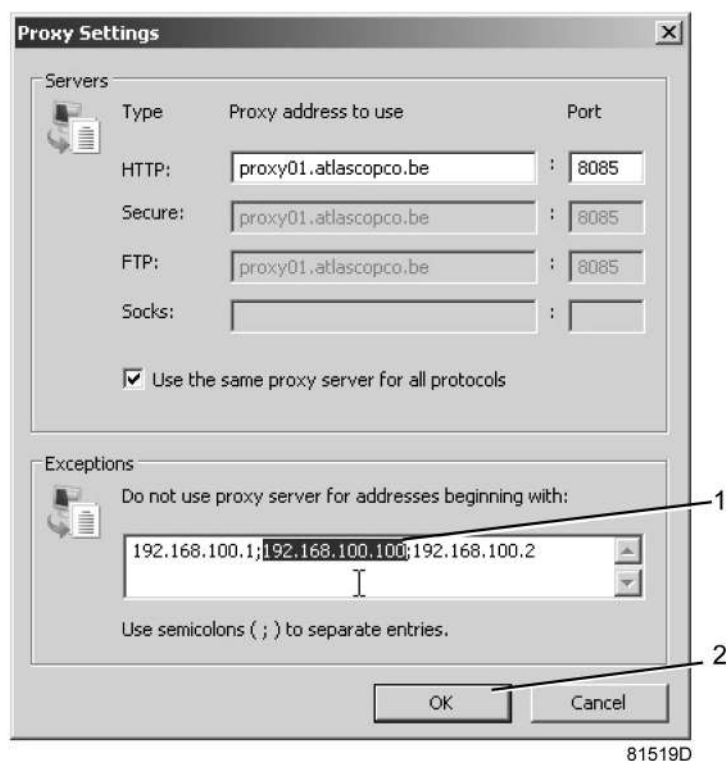 Proxy Settings
Servers
Type Proxy address to use Port
HTTP: proxy01.atlascopco.be : 8085
Secure: proxy01.atlascopco.be : 8085
FTP: proxy01.atlascopco.be : 8085
Socks: :
Use the same proxy server for all protocols
Exceptions
Do not use proxy server for addresses beginning with:
1
192.168.100.1;192.168.100.100;192.168.100.2
Use semicolons ( ; ) to separate entries.
2
OK Cancel
81519D